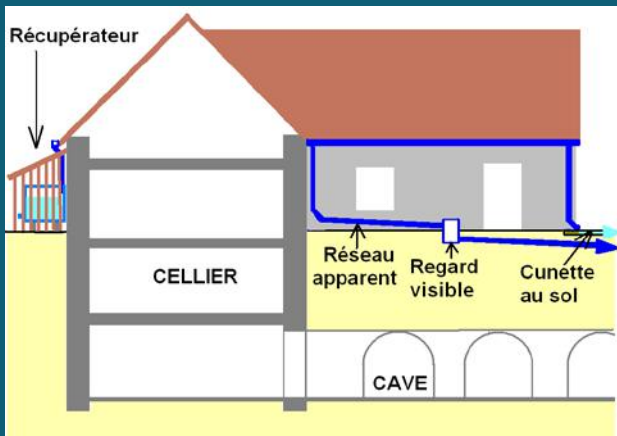 Récupérateur
CELLIER
Réseau
apparent
Regard
visible
Cunette
au sol
CAVE